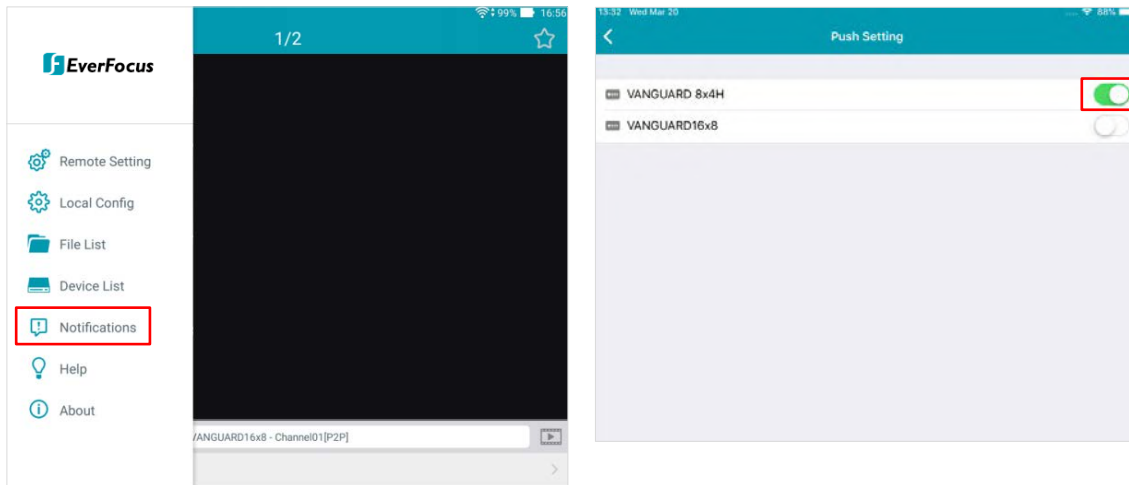 99% 16:56
1/2
EverFocus
Remote Setting
Local Config
File List
Device List
Notifications
Help
About
VANGUARD16x8 - Channel01[P2P]
13:32 Wed Mar 20
88%
Push Setting
VANGUARD 8x4H
VANGUARD16x8